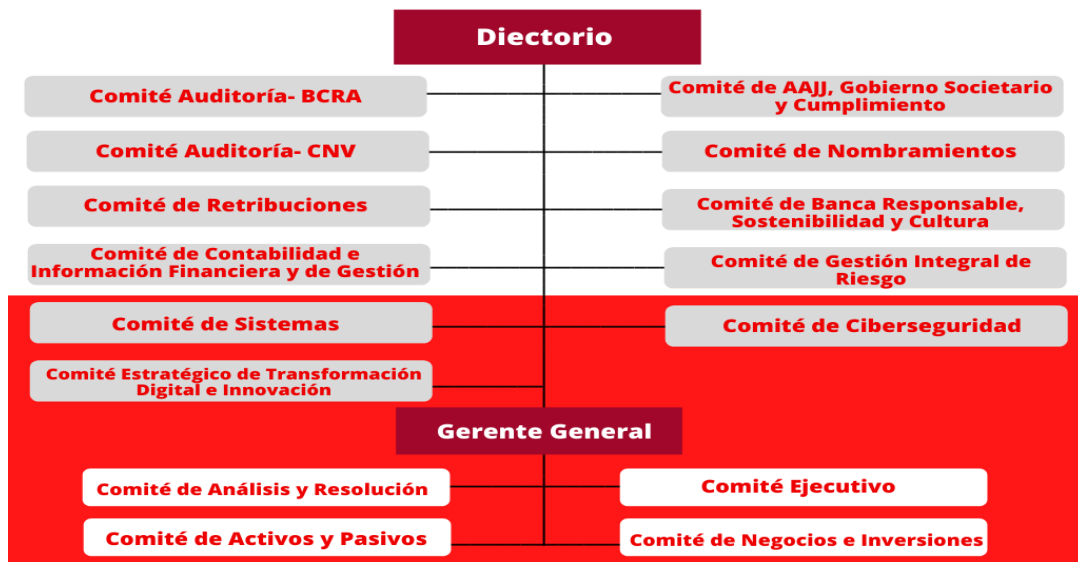 Diectorio
Comité Auditoría- BCRA
Comité de AAJJ, Gobierno Societario
y Cumplimiento
Comité Auditoría- CNV
Comité de Nombramientos
Comité de Retribuciones
Comité de Banca Responsable,
Sostenibilidad y Cultura
Comité de Contabilidad e
Información Financiera y de Gestión
Comité de Gestión Integral de
Riesgo
Comité de Sistemas
Comité de Ciberseguridad
Comité Estratégico de Transformación
Digital e Innovación
Gerente General
Comité de Análisis y Resolución
Comité Ejecutivo
Comité de Activos y Pasivos
Comité de Negocios e Inversiones